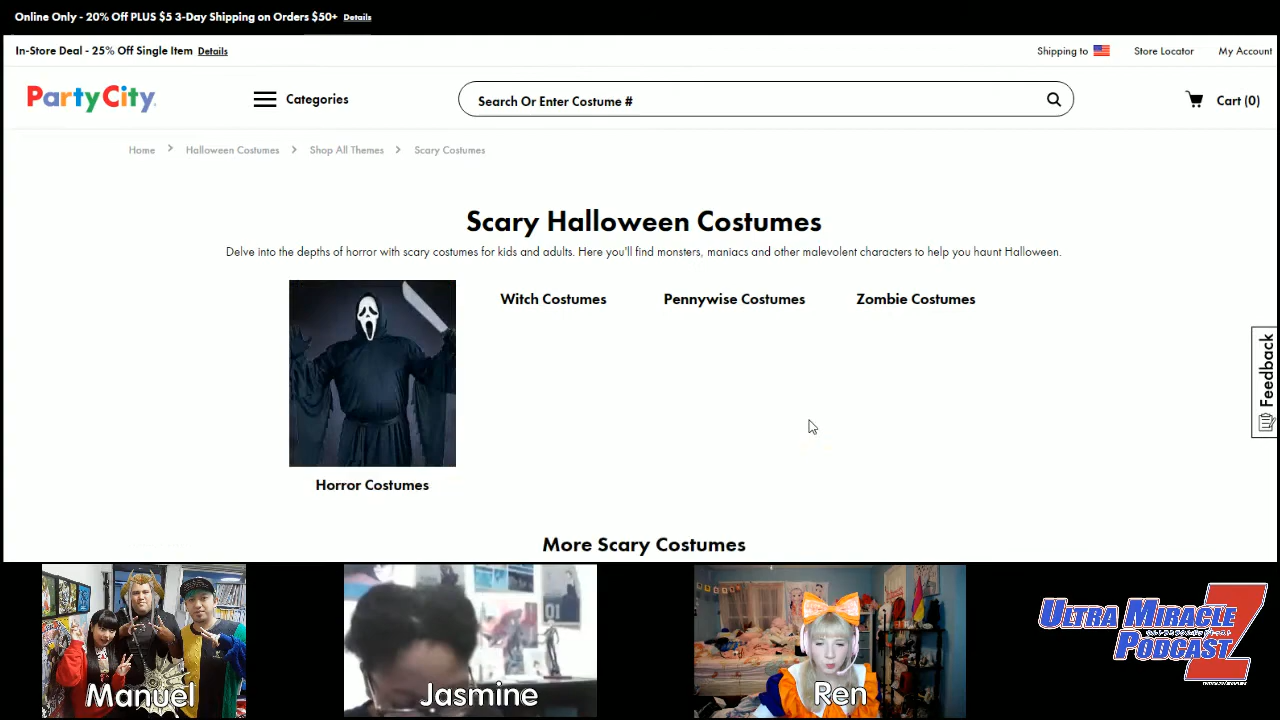 Online Only - 20% Off PLUS $5 3-Day Shipping on Orders $50+ Details
In-Store Deal - 25% Off Single Item Details
Shipping to
Store Locator
My Account
Party City
Categories
Search Or Enter Costume #
Cart (0)
Home > Halloween Costumes > Shop All Themes > Scary Costumes
Scary Halloween Costumes
Delve into the depths of horror with scary costumes for kids and adults. Here you'll find monsters, maniacs and other malevolent characters to help you haunt Halloween.
Witch Costumes
Pennywise Costumes
Zombie Costumes
Feedback
Horror Costumes
More Scary Costumes
Manuel
Jasmine
Ren
ULTRA MIRACLE
PODCAST
Z